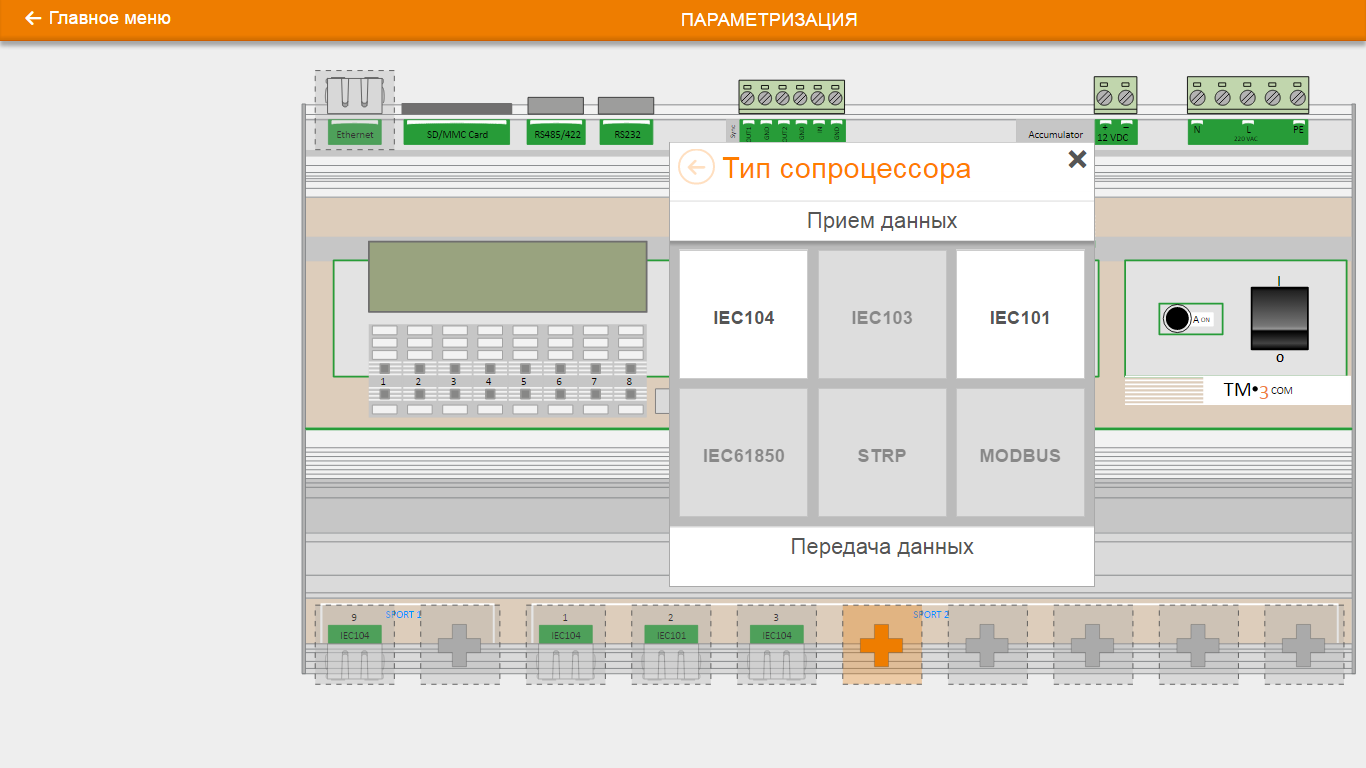 Главное меню
ПАРАМЕТРИЗАЦИЯ
Ethernet
SD/MMC Card
RS485/422
RS232
Sync
OUT1
GND
OUT2
GND
IN
GND
Accumulator
+ −
12 VDC
N L PE
220 VAC
Тип сопроцессора
Прием данных
IEC104 IEC103 IEC101
IEC61850 STRP MODBUS
Передача данных
I
A ON
O
TM•3 COM
1 2 3 4 5 6 7 8
SPORT 1
SPORT 2
9 1 2 3
IEC104 IEC104 IEC101 IEC104